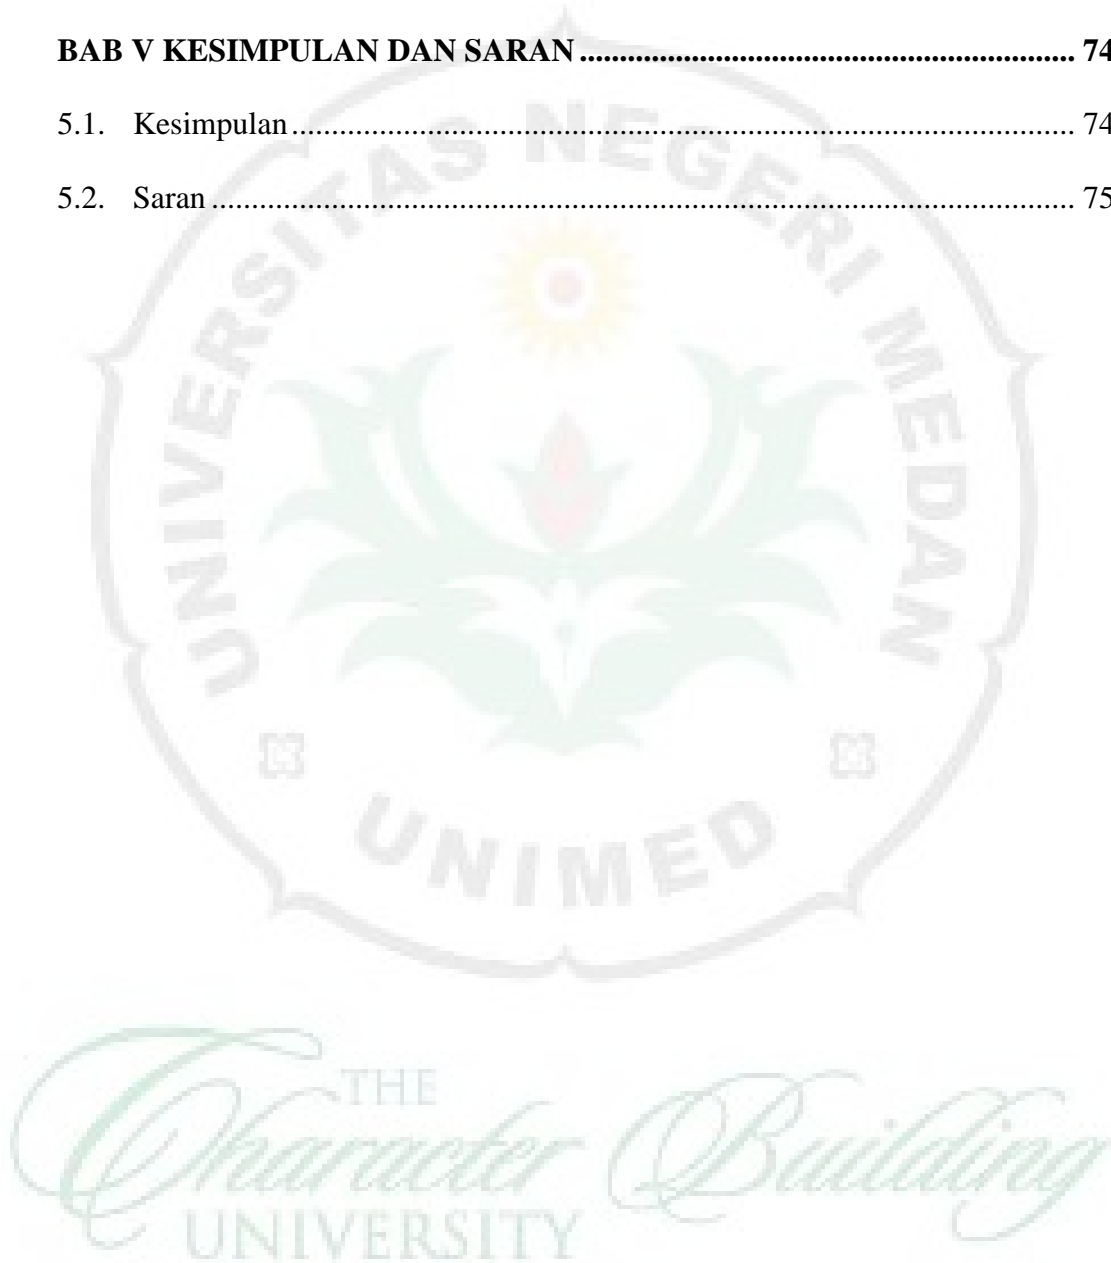 BAB V KESIMPULAN DAN SARAN ............................................................... 74
5.1. Kesimpulan .................................................................................................... 74
5.2. Saran .............................................................................................................. 75
UNIVERSITAS NEGERI MEDAN
UNIMED
THE
Character Building
UNIVERSITY